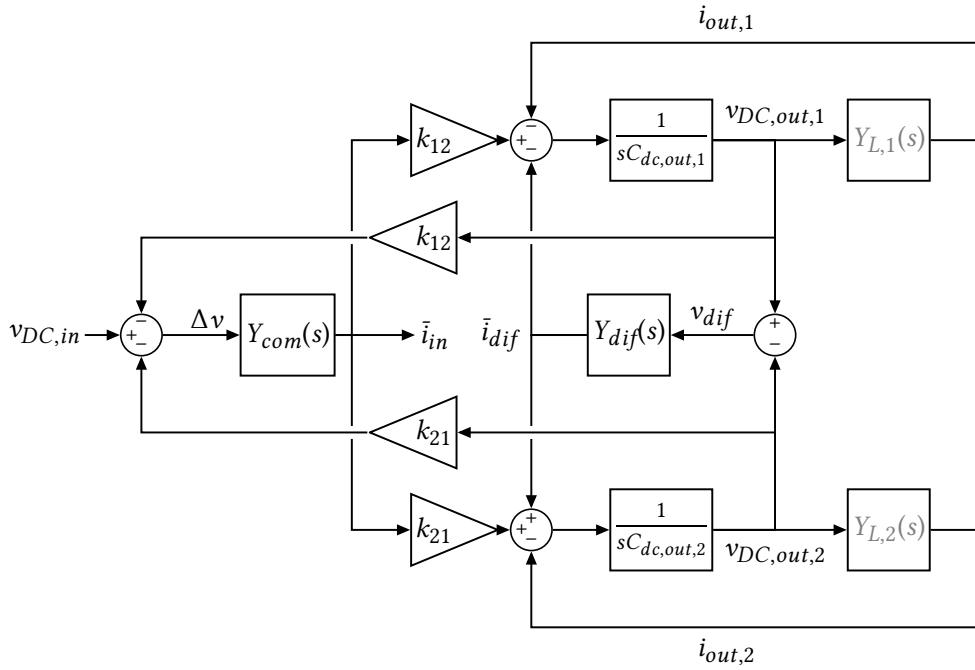 i_{out,1}
k_{12}
+ − −
1
sC_{dc,out,1}
v_{DC,out,1}
Y_{L,1}(s)
k_{12}
v_{DC,in}
+ − −
Δv
Y_{com}(s)
i̅_{in}
i̅_{dif}
Y_{dif}(s)
v_{dif}
+ −
k_{21}
k_{21}
+ + −
1
sC_{dc,out,2}
v_{DC,out,2}
Y_{L,2}(s)
i_{out,2}